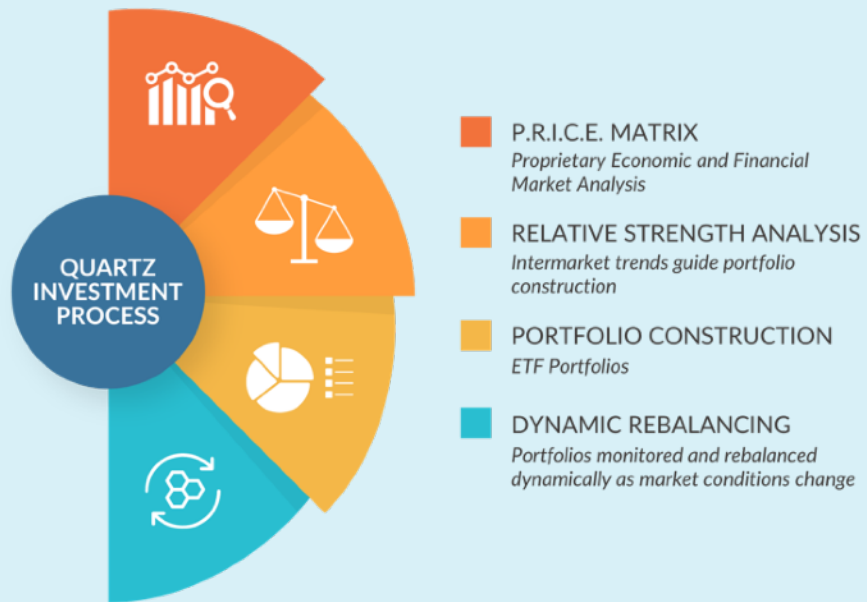 QUARTZ
INVESTMENT
PROCESS
P.R.I.C.E. MATRIX
Proprietary Economic and Financial
Market Analysis
RELATIVE STRENGTH ANALYSIS
Intermarket trends guide portfolio
construction
PORTFOLIO CONSTRUCTION
ETF Portfolios
DYNAMIC REBALANCING
Portfolios monitored and rebalanced
dynamically as market conditions change